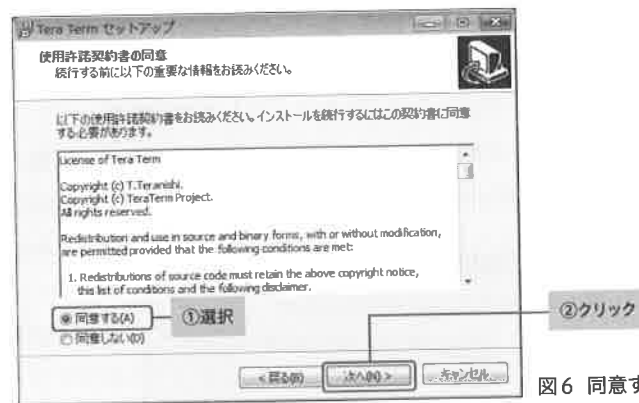 Tera Term セットアップ
使用許諾契約書の同意
続行する前に以下の重要な情報をお読みください。
以下の使用許諾契約書をお読みください。インストールを続行するにはこの契約書に同意
する必要があります。
License of Tera Term
Copyright (c) T.Teranishi.
Copyright (c) TeraTerm Project.
All rights reserved.
Redistribution and use in source and binary forms, with or without modification,
are permitted provided that the following conditions are met:
1. Redistributions of source code must retain the above copyright notice,
this list of conditions and the following disclaimer.
同意する(A)
①選択
同意しない(D)
②クリック
< 戻る(B)
次へ(N) >
キャンセル
図6 同意す